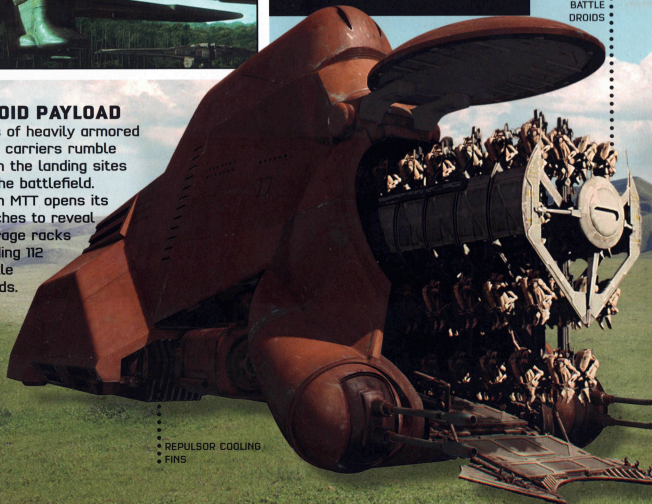 BATTLE
DROIDS
OID PAYLOAD
s of heavily armored
carriers rumble
m the landing sites
he battlefield.
h MTT opens its
ches to reveal
rage racks
ding 112
le
ds.
REPULSOR COOLING
FINS